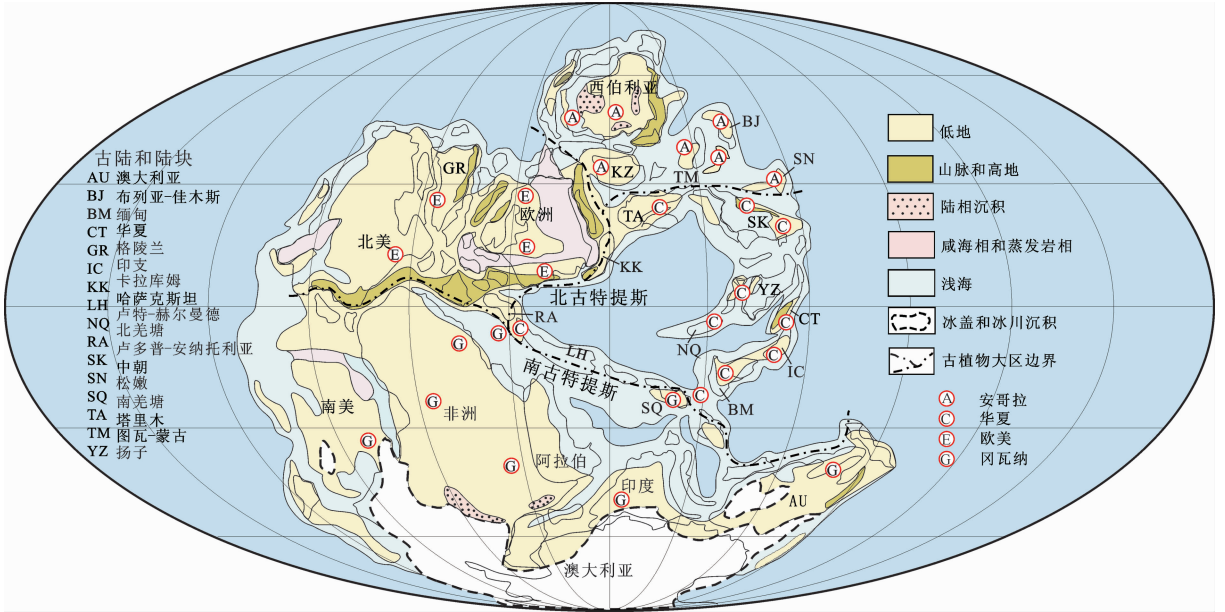 古陆和陆块
AU 澳大利亚
BJ 布列亚-佳木斯
BM 缅甸
CT 华夏
GR 格陵兰
IC 印支
KK 卡拉库姆
LH 哈萨克斯坦
NQ 卢特-赫尔曼德
RA 北羌塘
SK 卢多普-安纳托利亚
SN 中朝
SQ 松嫩
TA 南羌塘
TM 塔里木
YZ 图瓦-蒙古
扬子
西伯利亚
A
A
A
BJ
A
A
A
SN
A
KZ
TM
GR
E
E
欧洲
北美
E
E
E
TA
C
C
SK
C
KK
北古特提斯
RA
C
G
G
C
YZ
C
CT
C
NQ
C
IC
C
BM
C
LH
南古特提斯
SQ
G
南美
G
非洲
G
阿拉伯
G
印度
G
AU
G
澳大利亚
低地
山脉和高地
陆相沉积
咸海相和蒸发岩相
浅海
冰盖和冰川沉积
古植物大区边界
A 安哥拉
C 华夏
E 欧美
G 冈瓦纳